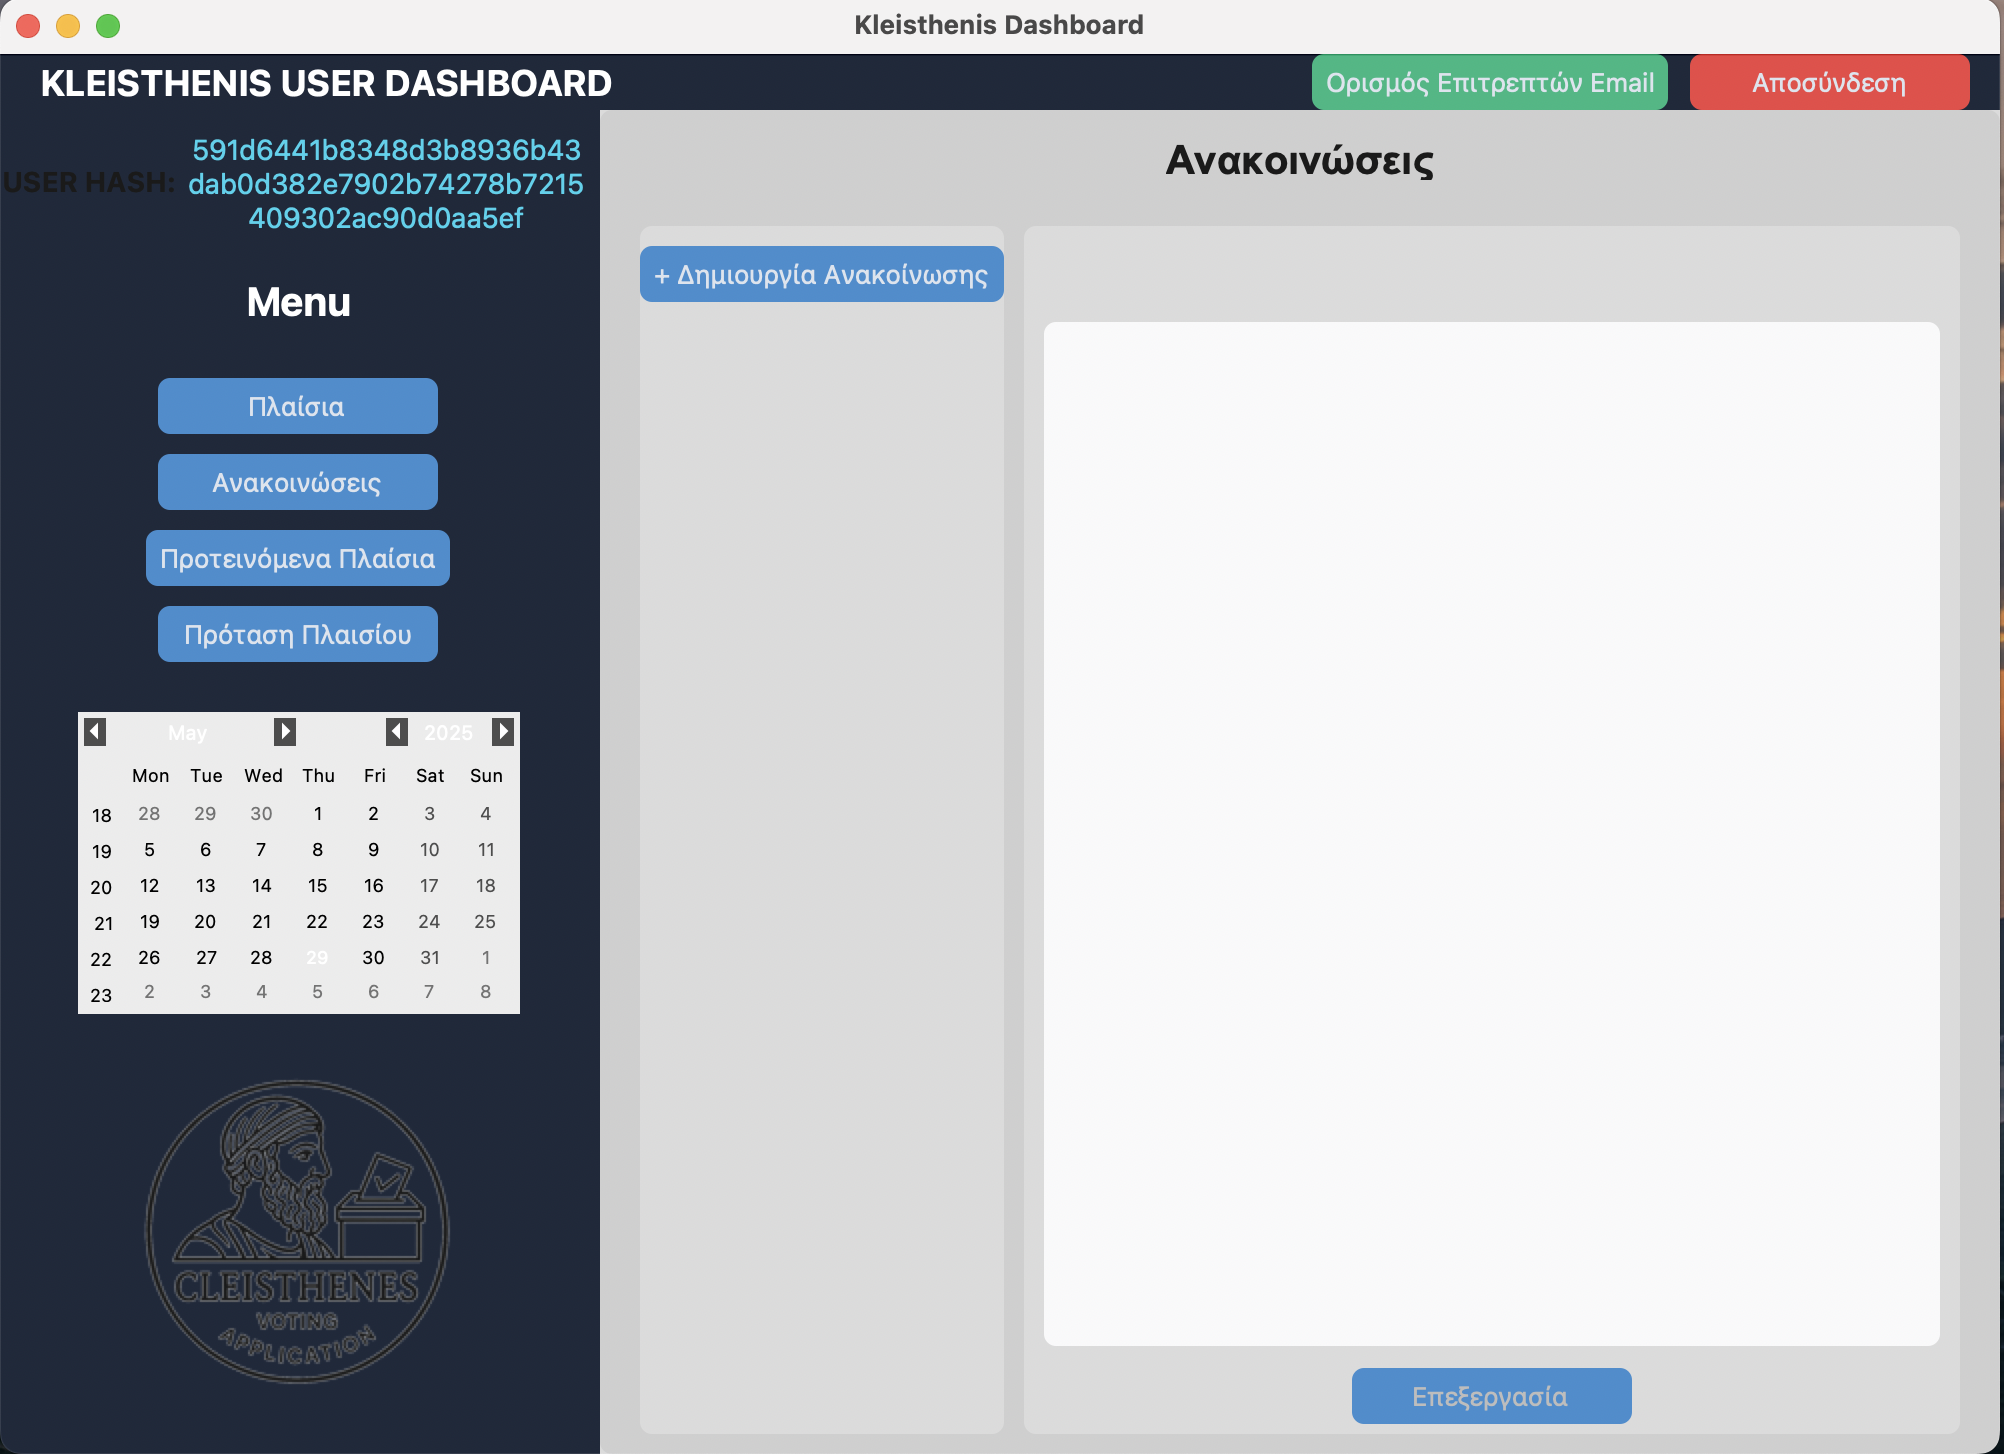 Kleisthenis Dashboard
KLEISTHENIS USER DASHBOARD
Ορισμός Επιτρεπτών Email
Αποσύνδεση
USER HASH:
591d6441b8348d3b8936b43
dab0d382e7902b74278b7215
409302ac90d0aa5ef
Menu
Πλαίσια
Ανακοινώσεις
Προτεινόμενα Πλαίσια
Πρόταση Πλαισίου
May 2025
Mon Tue Wed Thu Fri Sat Sun
18 28 29 30 1 2 3 4
19 5 6 7 8 9 10 11
20 12 13 14 15 16 17 18
21 19 20 21 22 23 24 25
22 26 27 28 29 30 31 1
23 2 3 4 5 6 7 8
CLEISTHENES
VOTING
APPLICATION
Ανακοινώσεις
+ Δημιουργία Ανακοίνωσης
Επεξεργασία